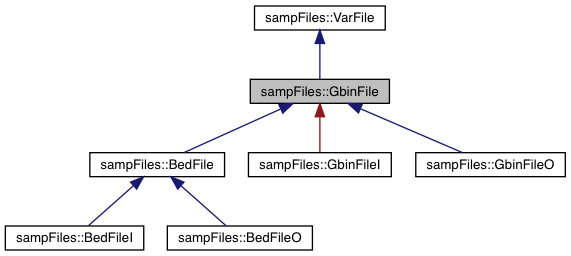 sampFiles::VarFile
sampFiles::GbinFile
sampFiles::BedFile
sampFiles::GbinFileI
sampFiles::GbinFileO
sampFiles::BedFileI
sampFiles::BedFileO